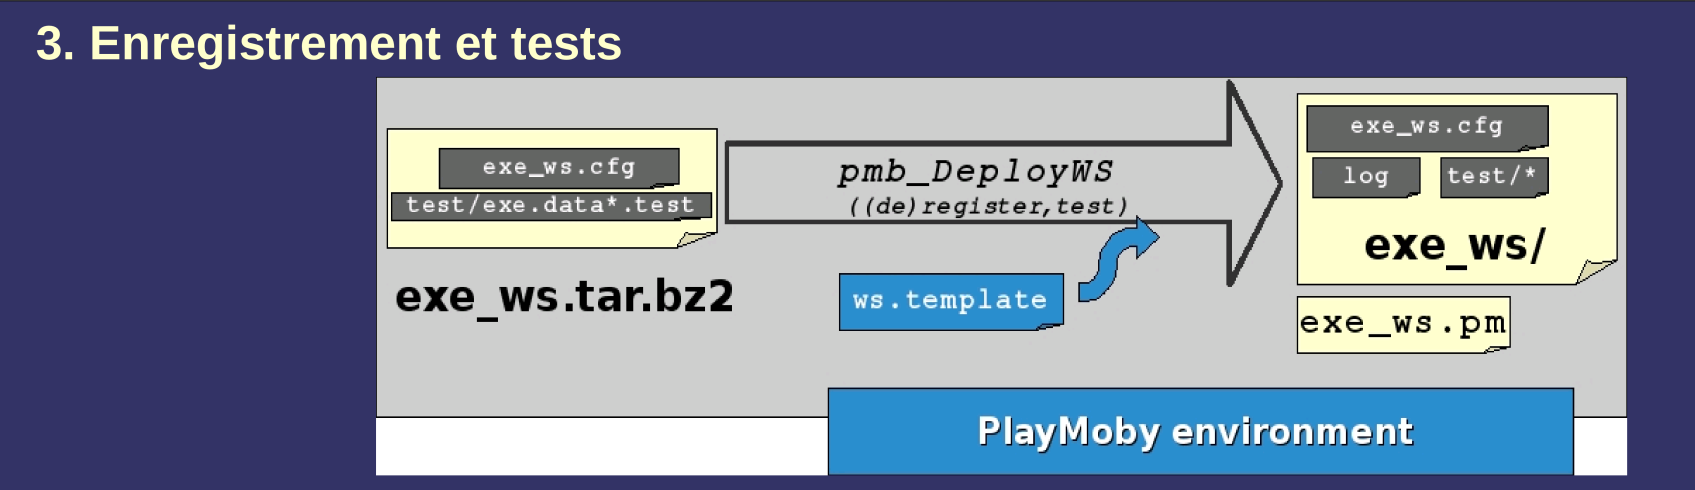 3. Enregistrement et tests
exe_ws.cfg
test/exe.data*.test
exe_ws.tar.bz2
pmb_DeployWS
((de)register,test)
ws.template
exe_ws.cfg
log test/*
exe_ws/
exe_ws.pm
PlayMoby environment